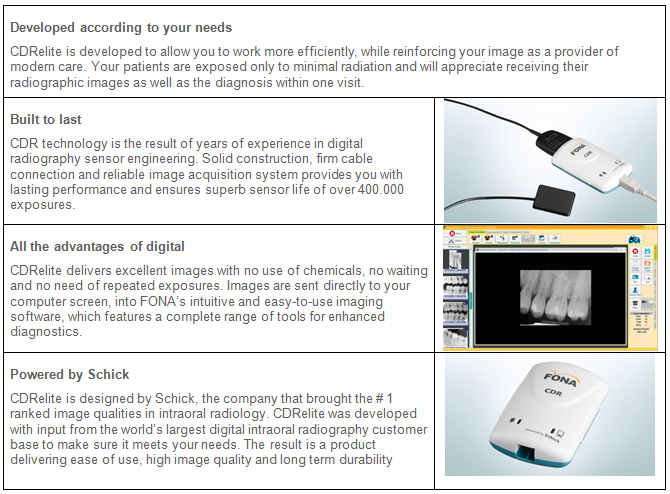 Developed according to your needs
CDRelite is developed to allow you to work more efficiently, while reinforcing your image as a provider of
modern care. Your patients are exposed only to minimal radiation and will appreciate receiving their
radiographic images as well as the diagnosis within one visit.
Built to last
CDR technology is the result of years of experience in digital
radiography sensor engineering. Solid construction, firm cable
connection and reliable image acquisition system provides you with
lasting performance and ensures superb sensor life of over 400.000
exposures.
FONA
CDR
All the advantages of digital
CDRelite delivers excellent images with no use of chemicals, no waiting
and no need of repeated exposures. Images are sent directly to your
computer screen, into FONA's intuitive and easy-to-use imaging
software, which features a complete range of tools for enhanced
diagnostics.
Powered by Schick
CDRelite is designed by Schick, the company that brought the # 1
ranked image qualities in intraoral radiology. CDRelite was developed
with input from the world's largest digital intraoral radiography customer
base to make sure it meets your needs. The result is a product
delivering ease of use, high image quality and long term durability
FONA
CDR
powered by Schick